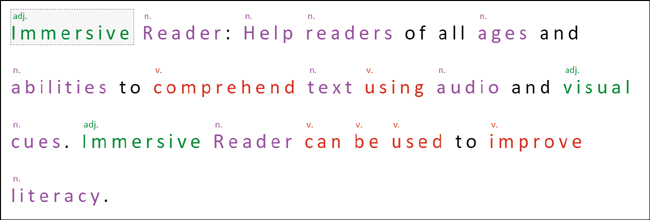 adj. n. n. n. n.
Immersive Reader: Help readers of all ages and
n. v. n. v. n. adj.
abilities to comprehend text using audio and visual
n. adj. n. v. v. v. v.
cues. Immersive Reader can be used to improve
n.
literacy.